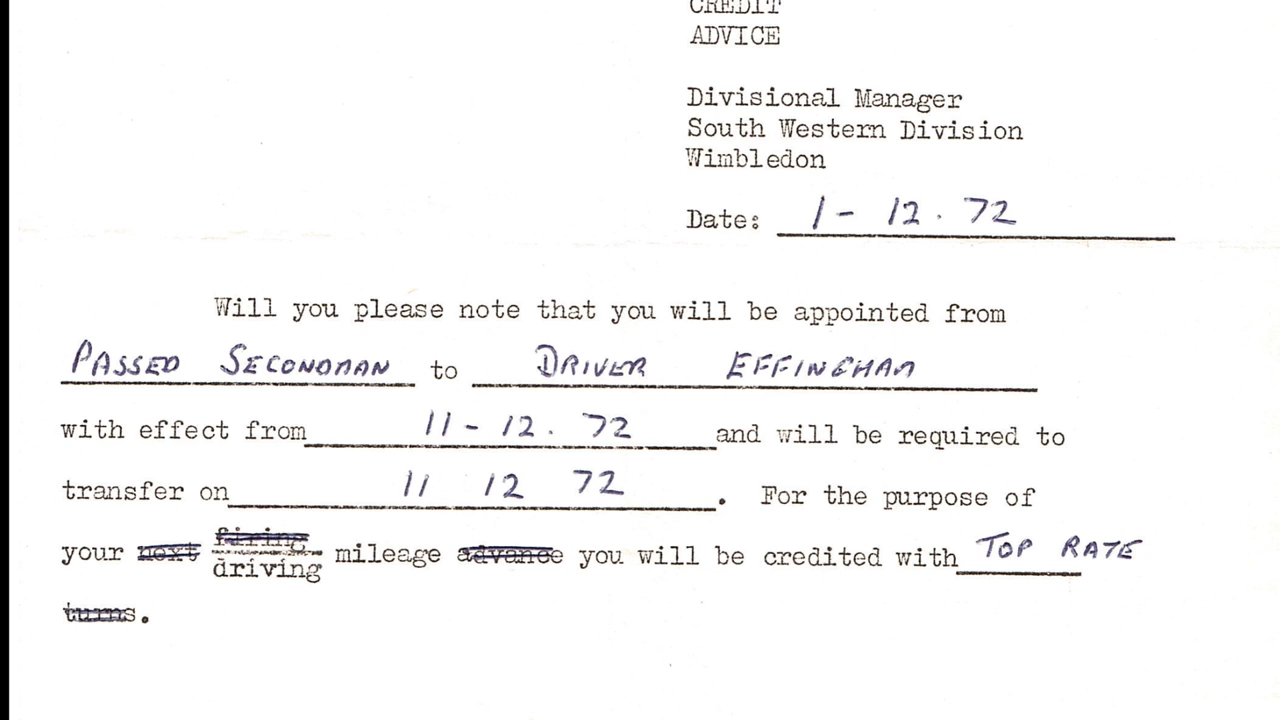 CREDIT
ADVICE
Divisional Manager
South Western Division
Wimbledon
Date: 1 - 12 . 72
Will you please note that you will be appointed from
PASSED SECONDMAN to DRIVER EFFINGHAM
with effect from 11 - 12 . 72 and will be required to
transfer on 11 12 72 . For the purpose of
firing
your next driving mileage advance you will be credited with TOP RATE
turns.